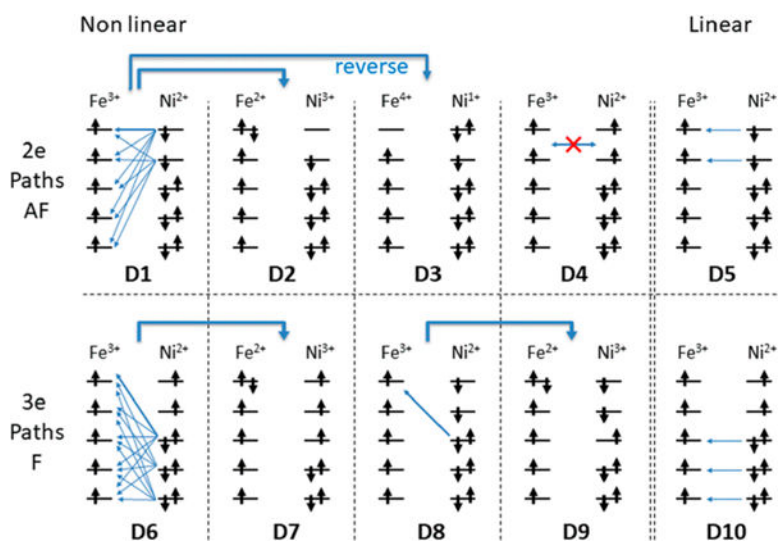 Non linear Linear
reverse
Fe³⁺ Ni²⁺ Fe²⁺ Ni³⁺ Fe⁴⁺ Ni¹⁺ Fe³⁺ Ni²⁺ Fe³⁺ Ni²⁺
2e
Paths
AF
D1 D2 D3 D4 D5
Fe³⁺ Ni²⁺ Fe²⁺ Ni³⁺ Fe³⁺ Ni²⁺ Fe²⁺ Ni³⁺ Fe³⁺ Ni²⁺
3e
Paths
F
D6 D7 D8 D9 D10